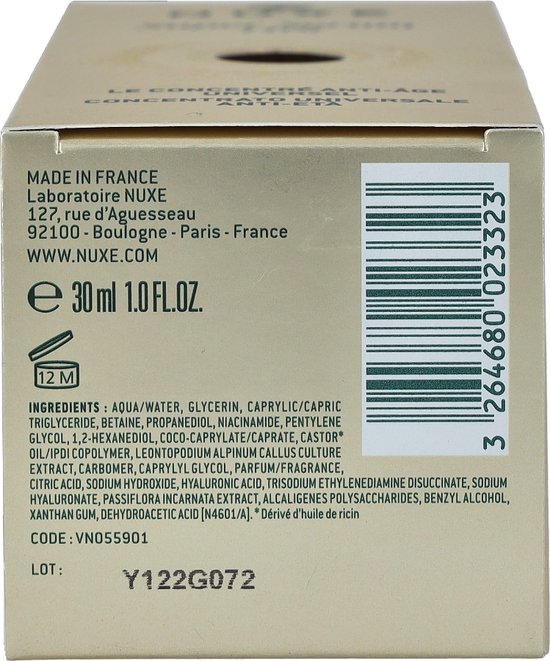 NUXE
LE CONCENTRÉ ANTI-ÂGE
UNIVERSEL
CONCENTRATO UNIVERSALE
ANTI-ETÀ
MADE IN FRANCE
Laboratoire NUXE
127, rue d'Aguesseau
92100 - Boulogne - Paris - France
WWW.NUXE.COM
e 30 ml 1.0 FL.OZ.
12 M
INGREDIENTS : AQUA/WATER, GLYCERIN, CAPRYLIC/CAPRIC
TRIGLYCERIDE, BETAINE, PROPANEDIOL, NIACINAMIDE, PENTYLENE
GLYCOL, 1,2-HEXANEDIOL, COCO-CAPRYLATE/CAPRATE, CASTOR*
OIL/IPDI COPOLYMER, LEONTOPODIUM ALPINUM CALLUS CULTURE
EXTRACT, CARBOMER, CAPRYLYL GLYCOL, PARFUM/FRAGRANCE,
CITRIC ACID, SODIUM HYDROXIDE, HYALURONIC ACID, TRISODIUM ETHYLENEDIAMINE DISUCCINATE, SODIUM
HYALURONATE, PASSIFLORA INCARNATA EXTRACT, ALCALIGENES POLYSACCHARIDES, BENZYL ALCOHOL,
XANTHAN GUM, DEHYDROACETIC ACID [N4601/A]. *Dérivé d'huile de ricin
CODE : VN055901
LOT : Y122G072
3 264680 023323